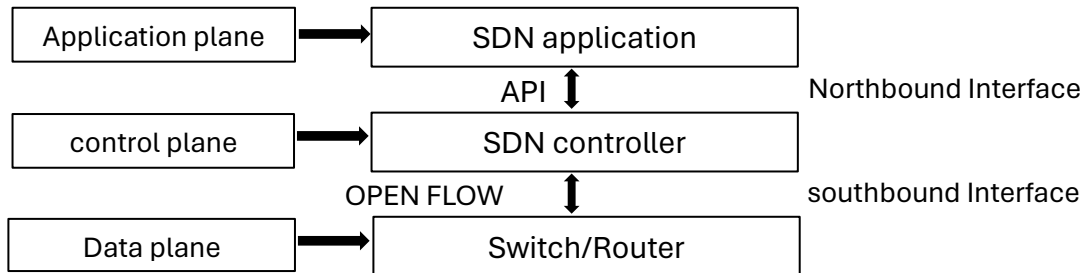 Application plane
SDN application
API
Northbound Interface
control plane
SDN controller
OPEN FLOW
southbound Interface
Data plane
Switch/Router